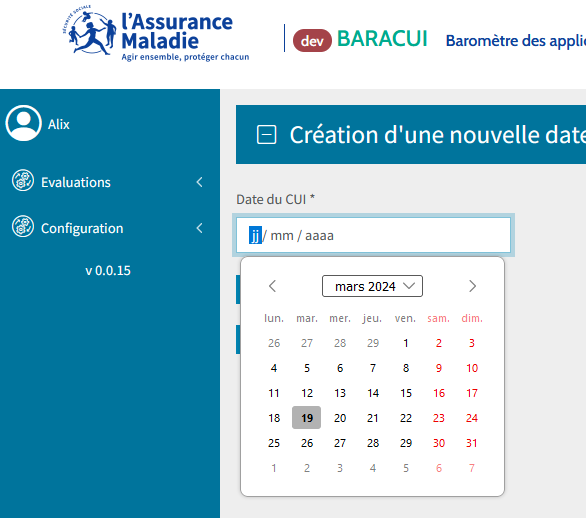 SÉCURITÉ SOCIALE
l'Assurance
Maladie
Agir ensemble, protéger chacun
dev BARACUI Baromètre des appli
Alix
Création d'une nouvelle date
Evaluations
Date du CUI *
Configuration
jj / mm / aaaa
v 0.0.15
mars 2024
lun. mar. mer. jeu. ven. sam. dim.
26 27 28 29 1 2 3
4 5 6 7 8 9 10
11 12 13 14 15 16 17
18 19 20 21 22 23 24
25 26 27 28 29 30 31
1 2 3 4 5 6 7